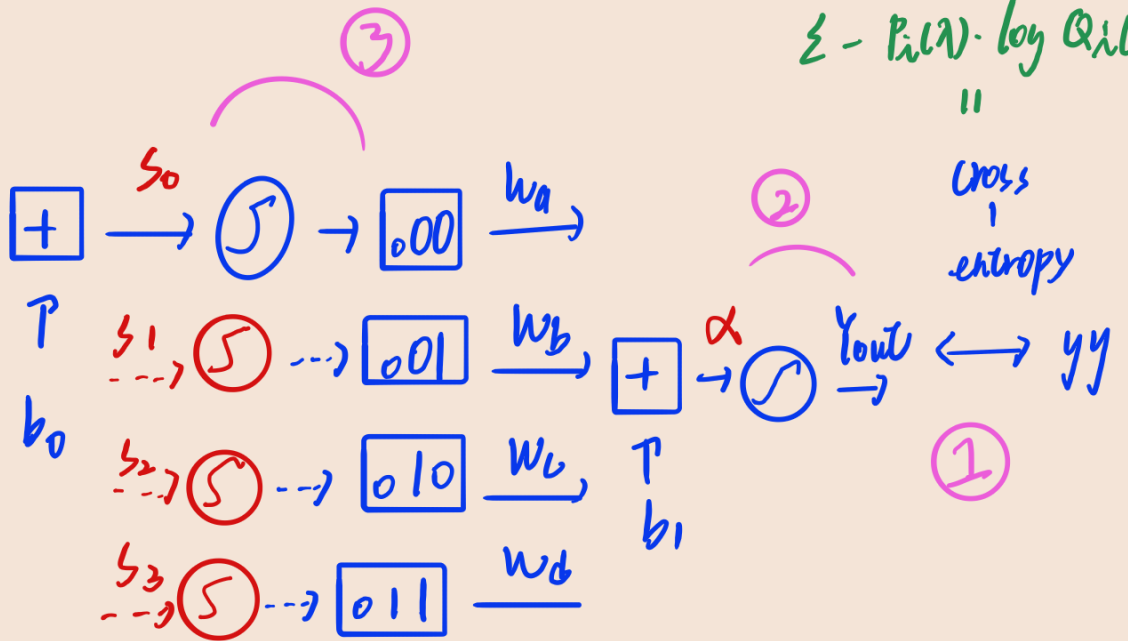 ③
Σ - Pi(λ) · log Qi(
=
s0
+
S
.00
Wa
②
cross
-
entropy
↑
b0
s1
S
.001
Wb
+
α
S
Yout
yy
①
s2
S
010
Wc
↑
b1
s3
S
011
Wd